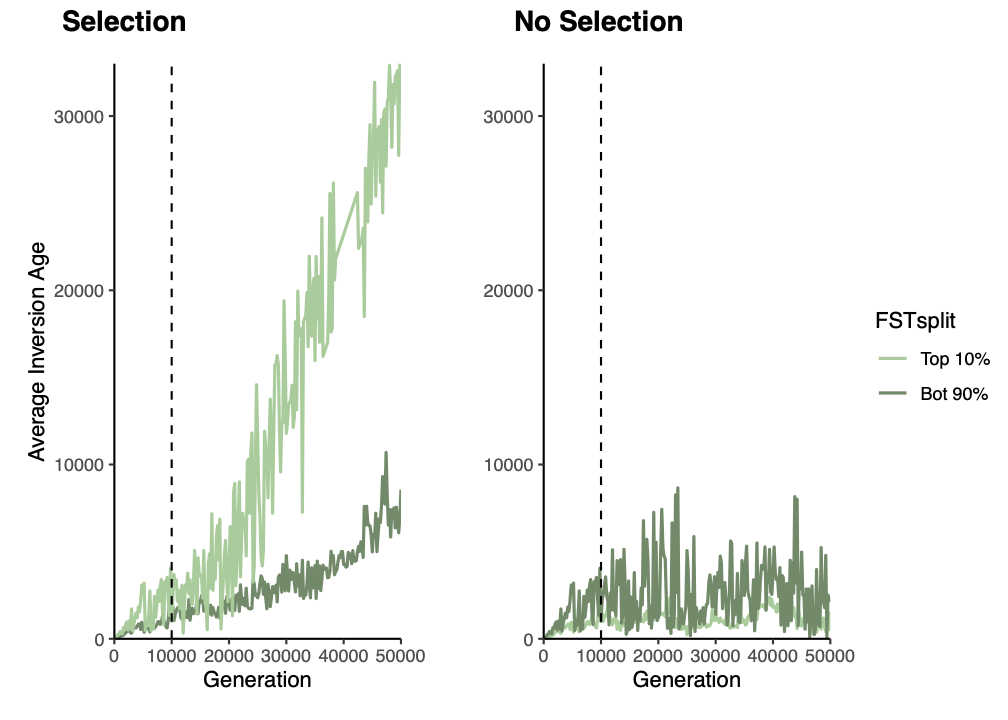 Selection
No Selection
Average Inversion Age
30000
20000
10000
0
0 10000 20000 30000 40000 50000
Generation
30000
20000
10000
0
0 10000 20000 30000 40000 50000
Generation
FSTsplit
Top 10%
Bot 90%